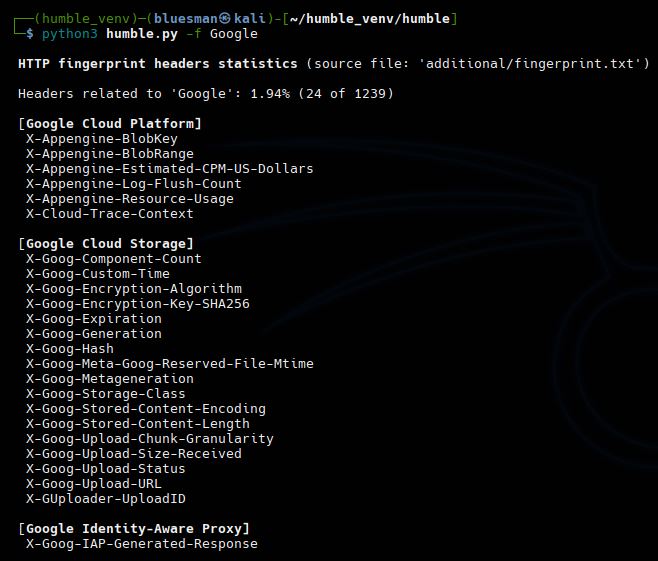 ┌──(humble_venv)─(bluesman㉿kali)-[~/humble_venv/humble]
└─$ python3 humble.py -f Google
HTTP fingerprint headers statistics (source file: 'additional/fingerprint.txt')
Headers related to 'Google': 1.94% (24 of 1239)
[Google Cloud Platform]
X-Appengine-BlobKey
X-Appengine-BlobRange
X-Appengine-Estimated-CPM-US-Dollars
X-Appengine-Log-Flush-Count
X-Appengine-Resource-Usage
X-Cloud-Trace-Context
[Google Cloud Storage]
X-Goog-Component-Count
X-Goog-Custom-Time
X-Goog-Encryption-Algorithm
X-Goog-Encryption-Key-SHA256
X-Goog-Expiration
X-Goog-Generation
X-Goog-Hash
X-Goog-Meta-Goog-Reserved-File-Mtime
X-Goog-Metageneration
X-Goog-Storage-Class
X-Goog-Stored-Content-Encoding
X-Goog-Stored-Content-Length
X-Goog-Upload-Chunk-Granularity
X-Goog-Upload-Size-Received
X-Goog-Upload-Status
X-Goog-Upload-URL
X-GUploader-UploadID
[Google Identity-Aware Proxy]
X-Goog-IAP-Generated-Response